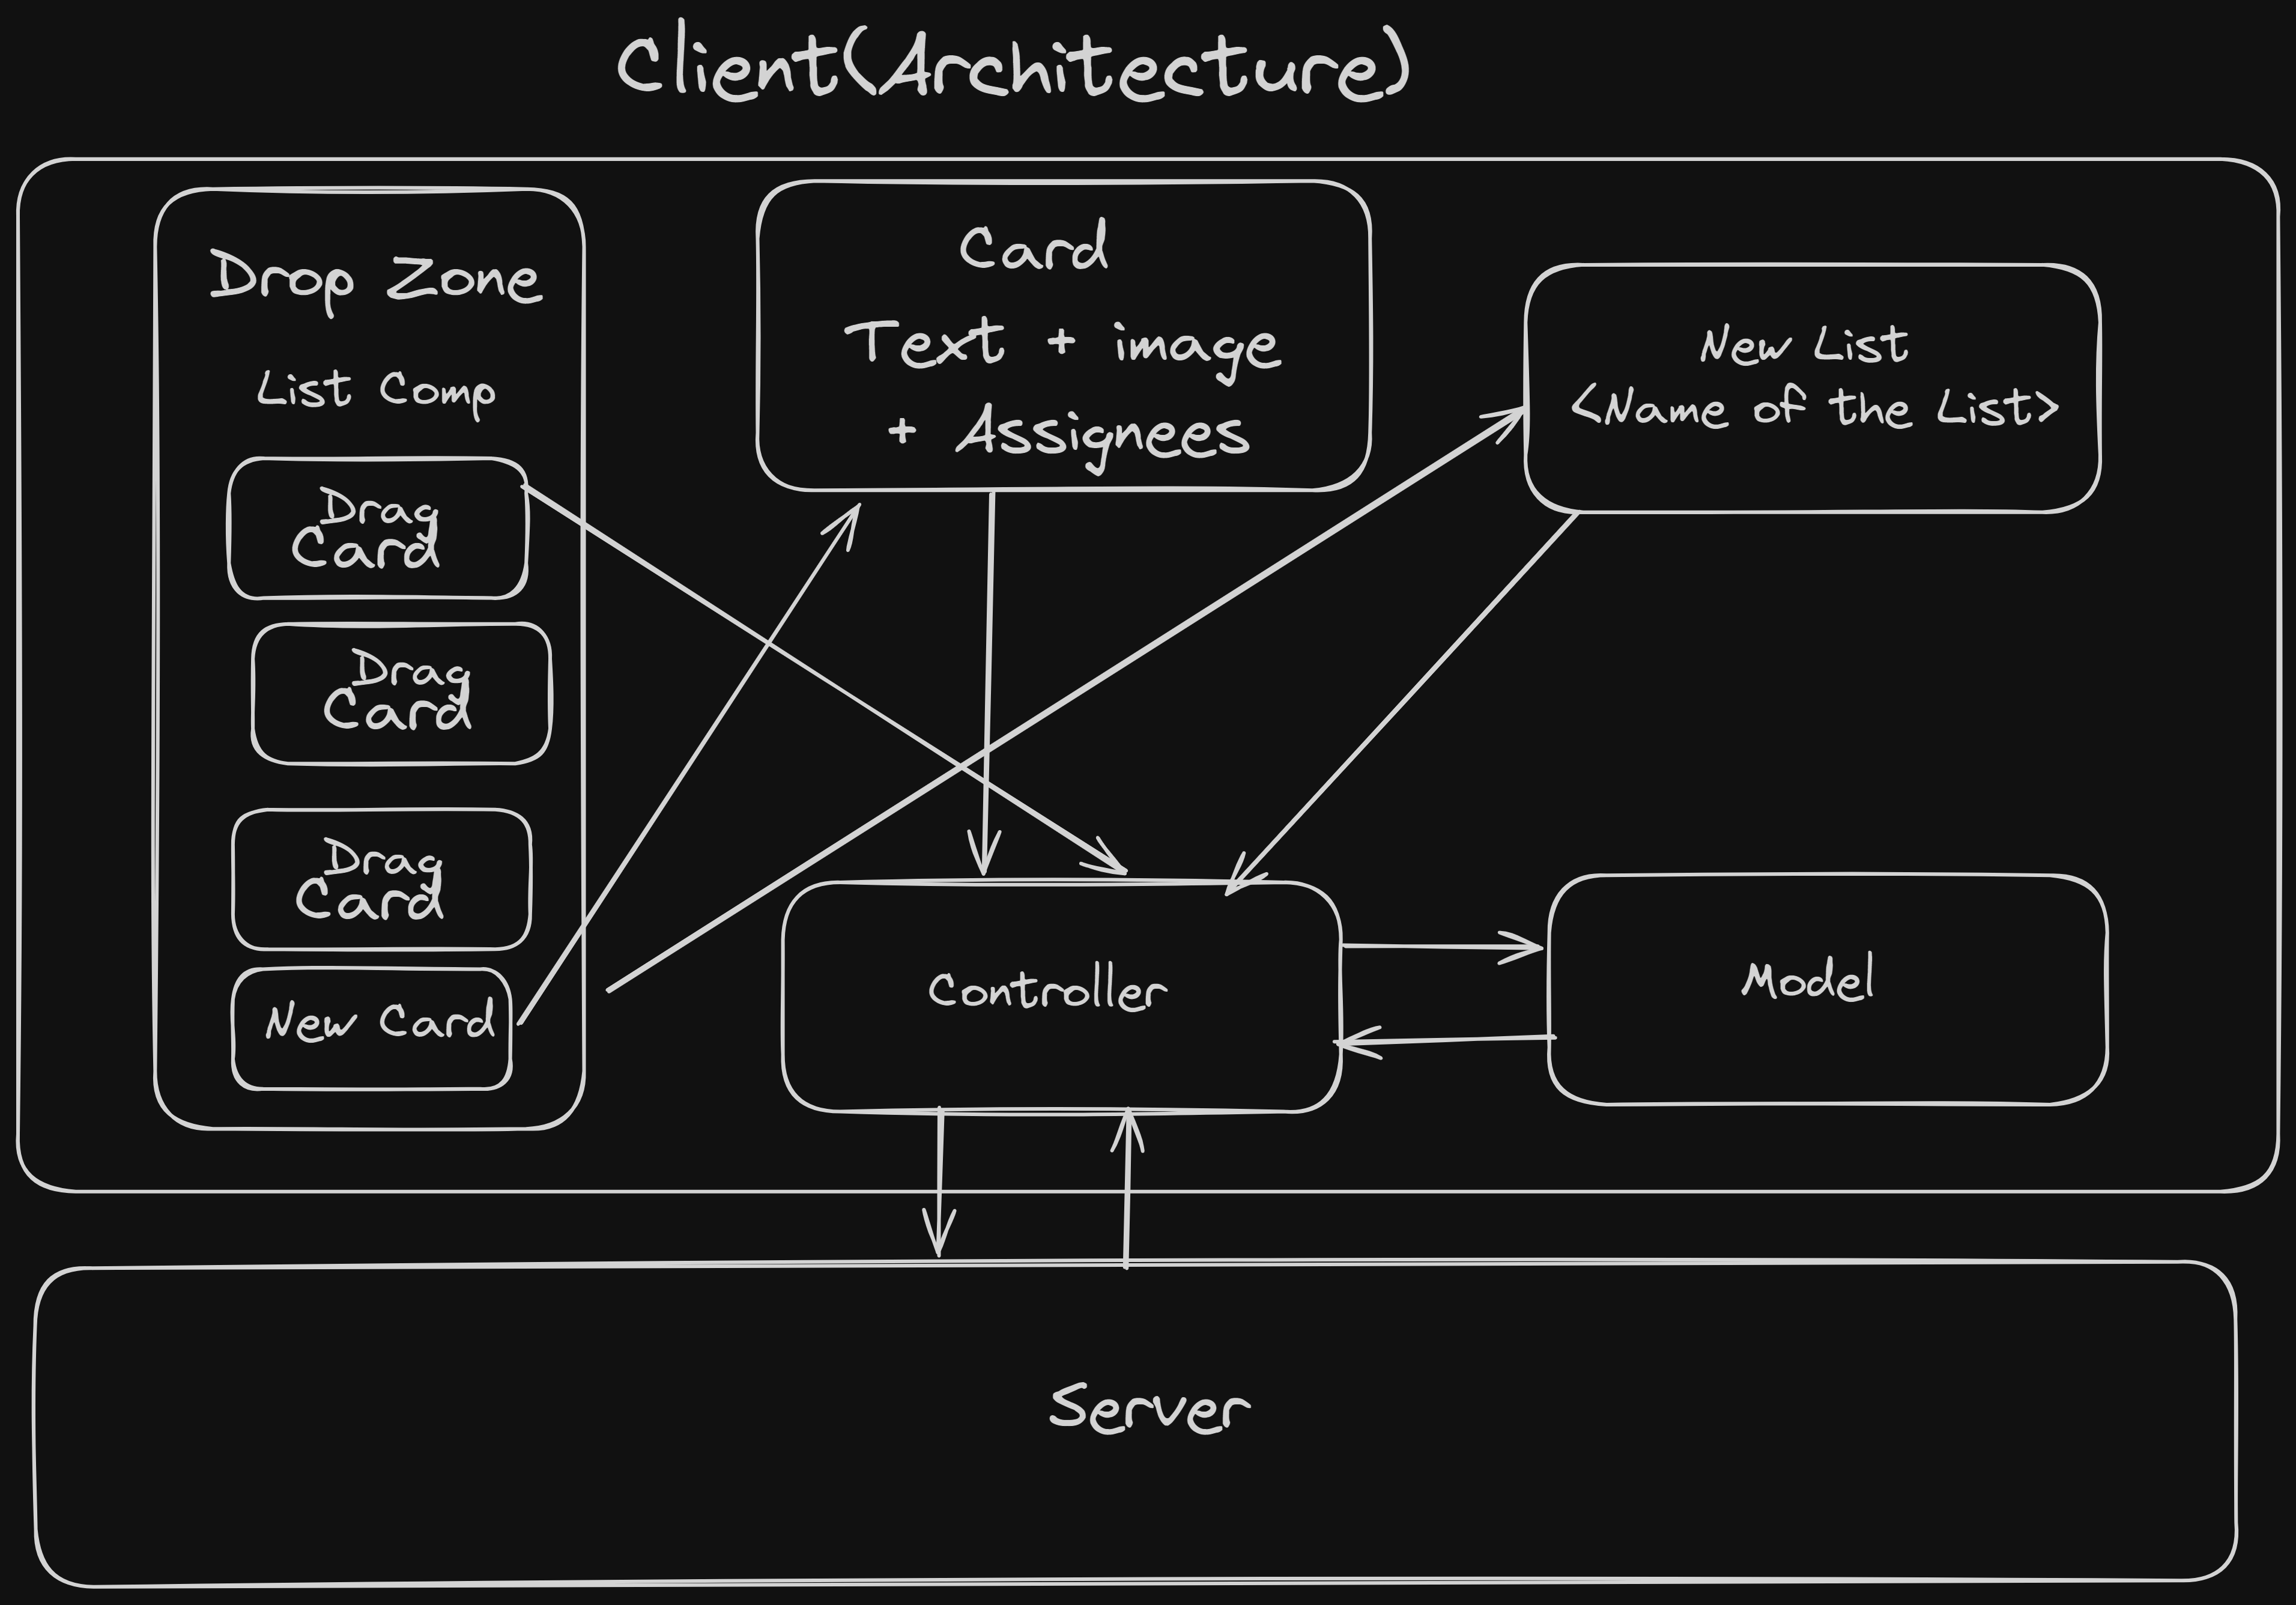 Client(Architecture)
Drop Zone
List Comp
Drag
Card
Drag
Card
Drag
Card
New Card
Card
Text + image
+ Assignees
New List
<Name of the List>
Controller
Model
Server